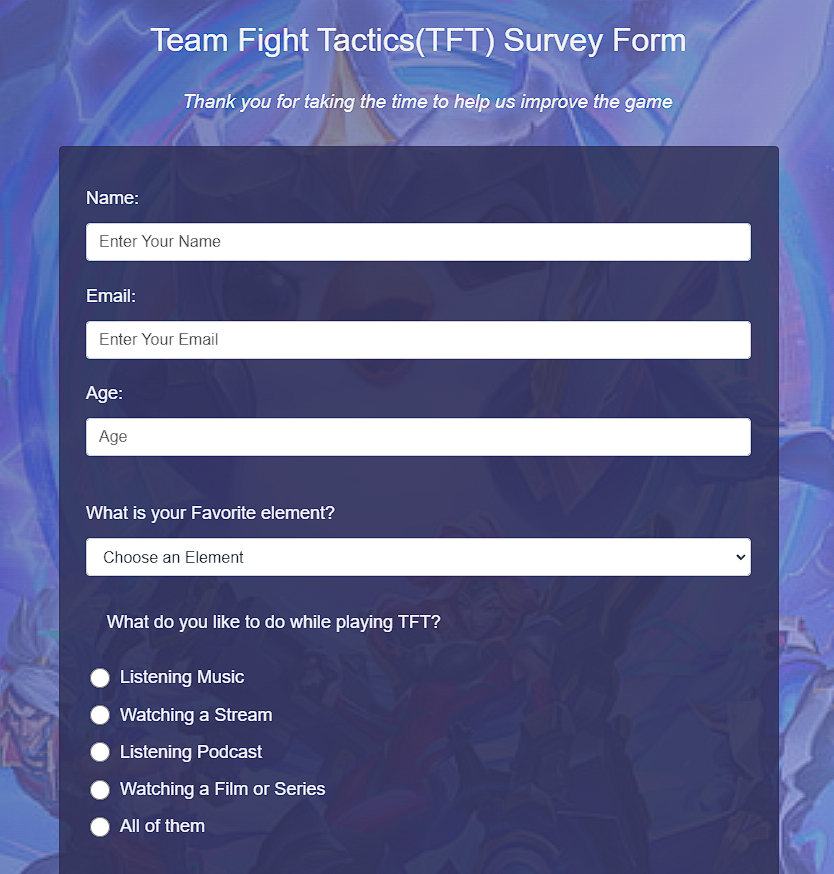 Team Fight Tactics(TFT) Survey Form
Thank you for taking the time to help us improve the game
Name:
Enter Your Name
Email:
Enter Your Email
Age:
Age
What is your Favorite element?
Choose an Element
What do you like to do while playing TFT?
Listening Music
Watching a Stream
Listening Podcast
Watching a Film or Series
All of them